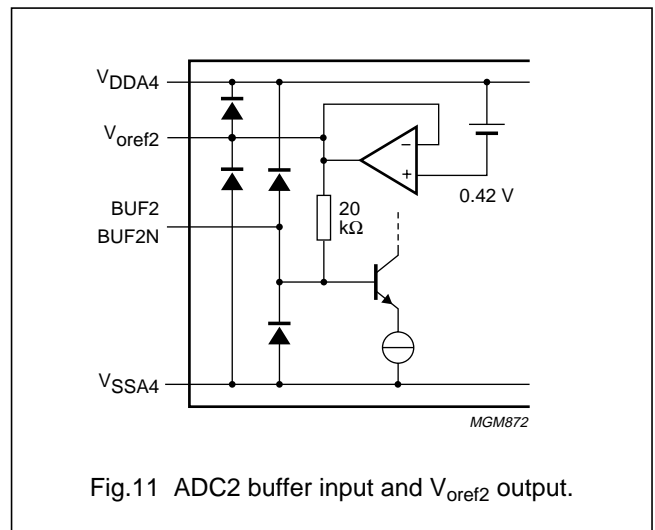 VDDA4
Voref2
BUF2
BUF2N
20
kΩ
−
+
0.42 V
VSSA4
MGM872
Fig.11 ADC2 buffer input and Voref2 output.